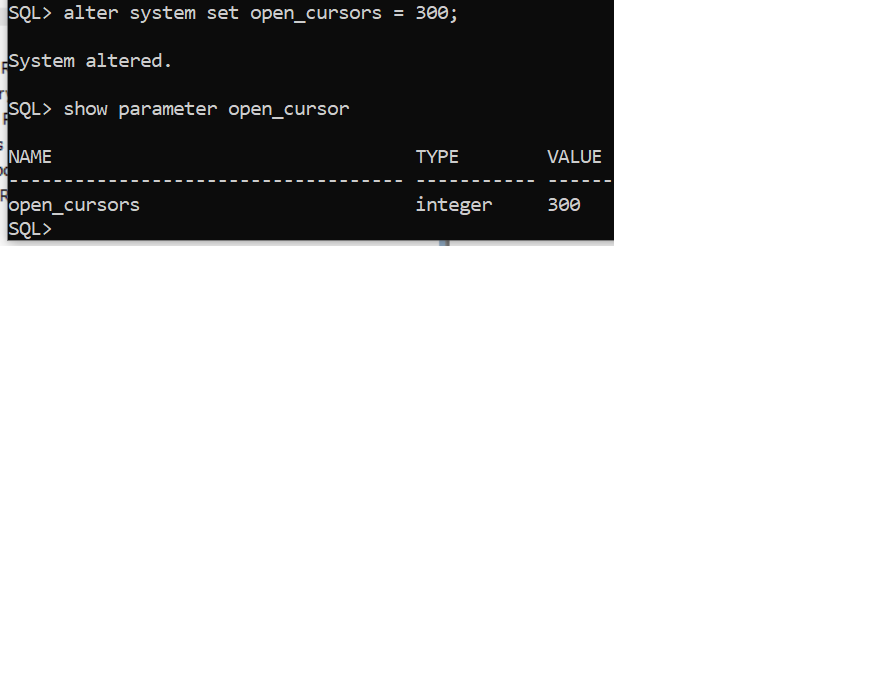 SQL> alter system set open_cursors = 300;
System altered.
SQL> show parameter open_cursor
NAME TYPE VALUE
------------------------------------ ----------- ------
open_cursors integer 300
SQL>